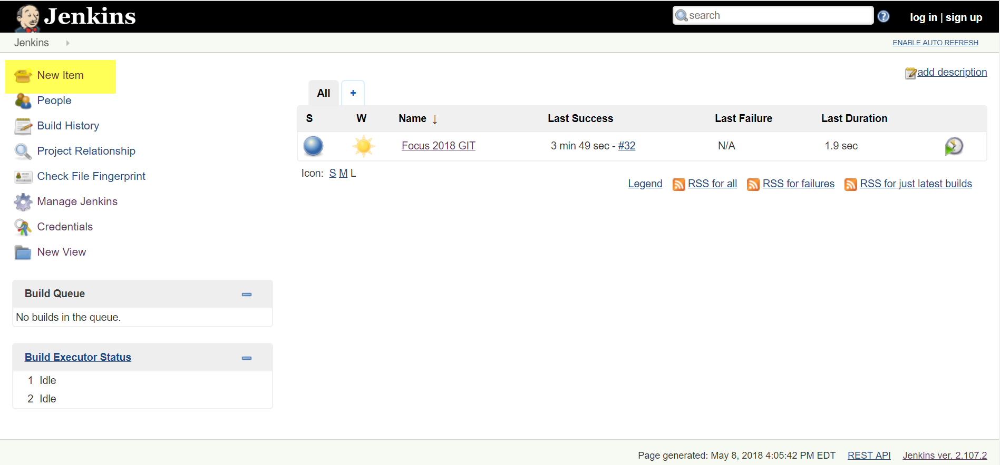 Jenkins
search
log in | sign up
Jenkins
ENABLE AUTO REFRESH
New Item
People
Build History
Project Relationship
Check File Fingerprint
Manage Jenkins
Credentials
New View
Build Queue
No builds in the queue.
Build Executor Status
1 Idle
2 Idle
add description
All +
S W Name ↓ Last Success Last Failure Last Duration
Focus 2018 GIT 3 min 49 sec - #32 N/A 1.9 sec
Icon: S M L
Legend RSS for all RSS for failures RSS for just latest builds
Page generated: May 8, 2018 4:05:42 PM EDT REST API Jenkins ver. 2.107.2